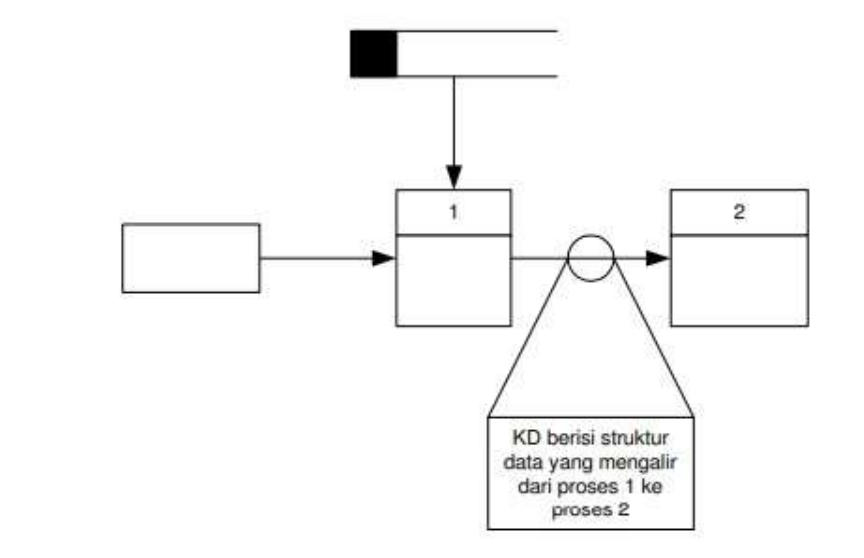 1
2
KD berisi struktur
data yang mengalir
dari proses 1 ke
proses 2